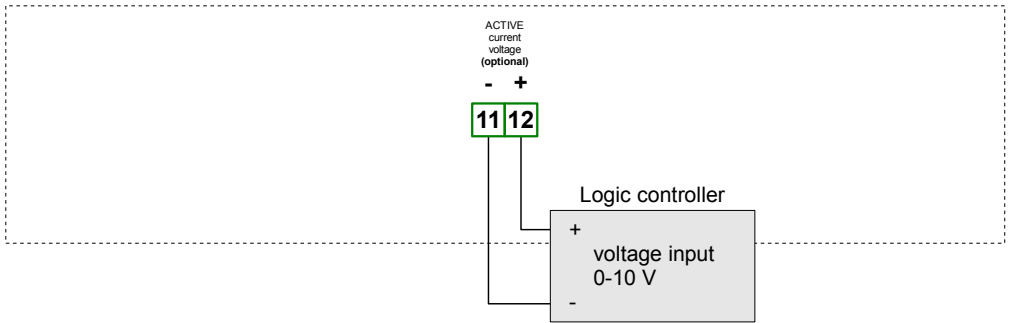 ACTIVE
current
voltage
(optional)
- +
11 12
Logic controller
+
voltage input
0-10 V
-